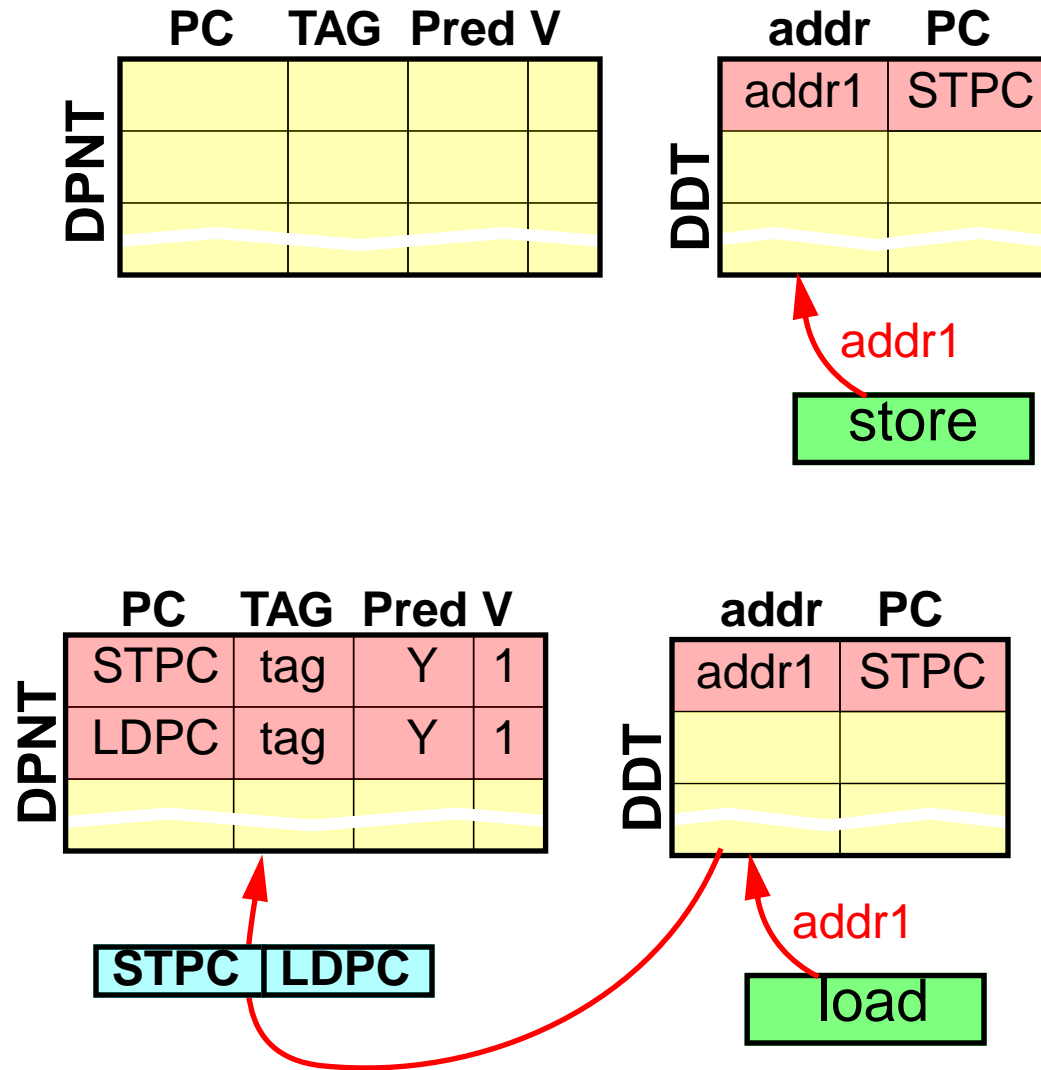 PC TAG Pred V
DPNT
addr PC
DDT
addr1 STPC
addr1
store
PC TAG Pred V
DPNT
STPC tag Y 1
LDPC tag Y 1
addr PC
DDT
addr1 STPC
STPC LDPC
addr1
load